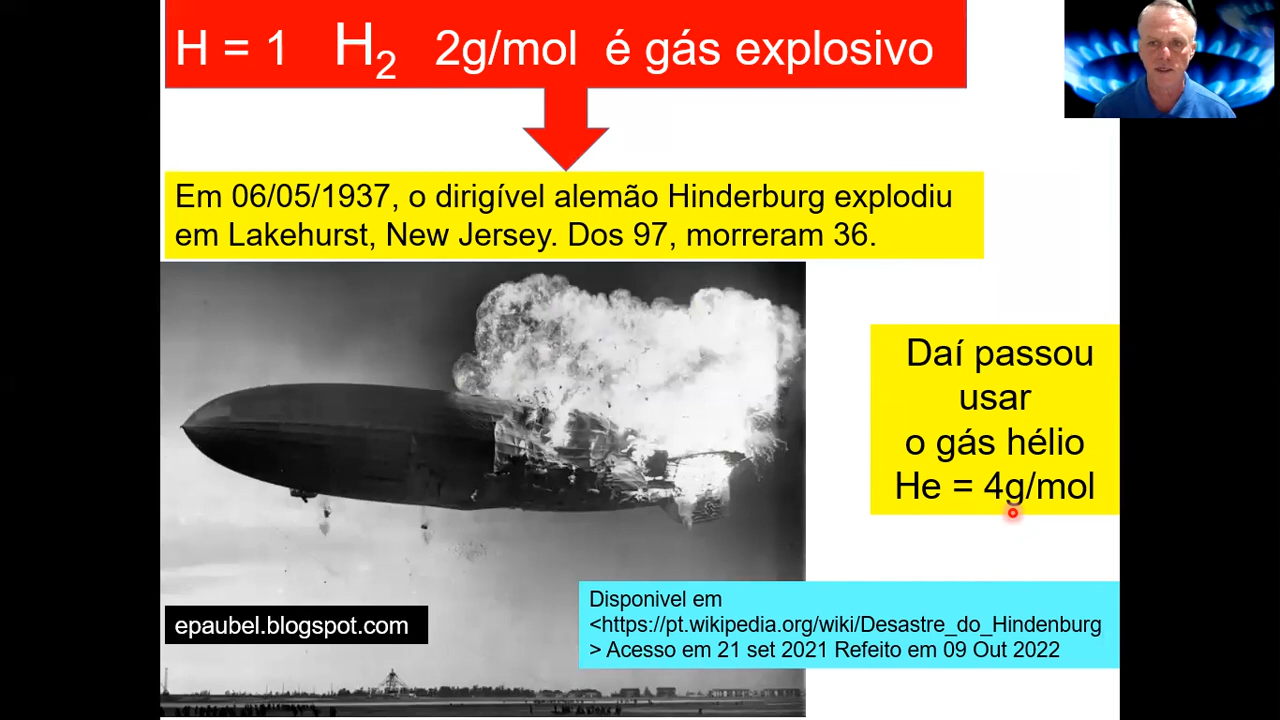 H = 1 H2 2g/mol é gás explosivo
Em 06/05/1937, o dirigível alemão Hinderburg explodiu
em Lakehurst, New Jersey. Dos 97, morreram 36.
Daí passou
usar
o gás hélio
He = 4g/mol
Disponivel em
<https://pt.wikipedia.org/wiki/Desastre_do_Hindenburg
> Acesso em 21 set 2021 Refeito em 09 Out 2022
epaubel.blogspot.com